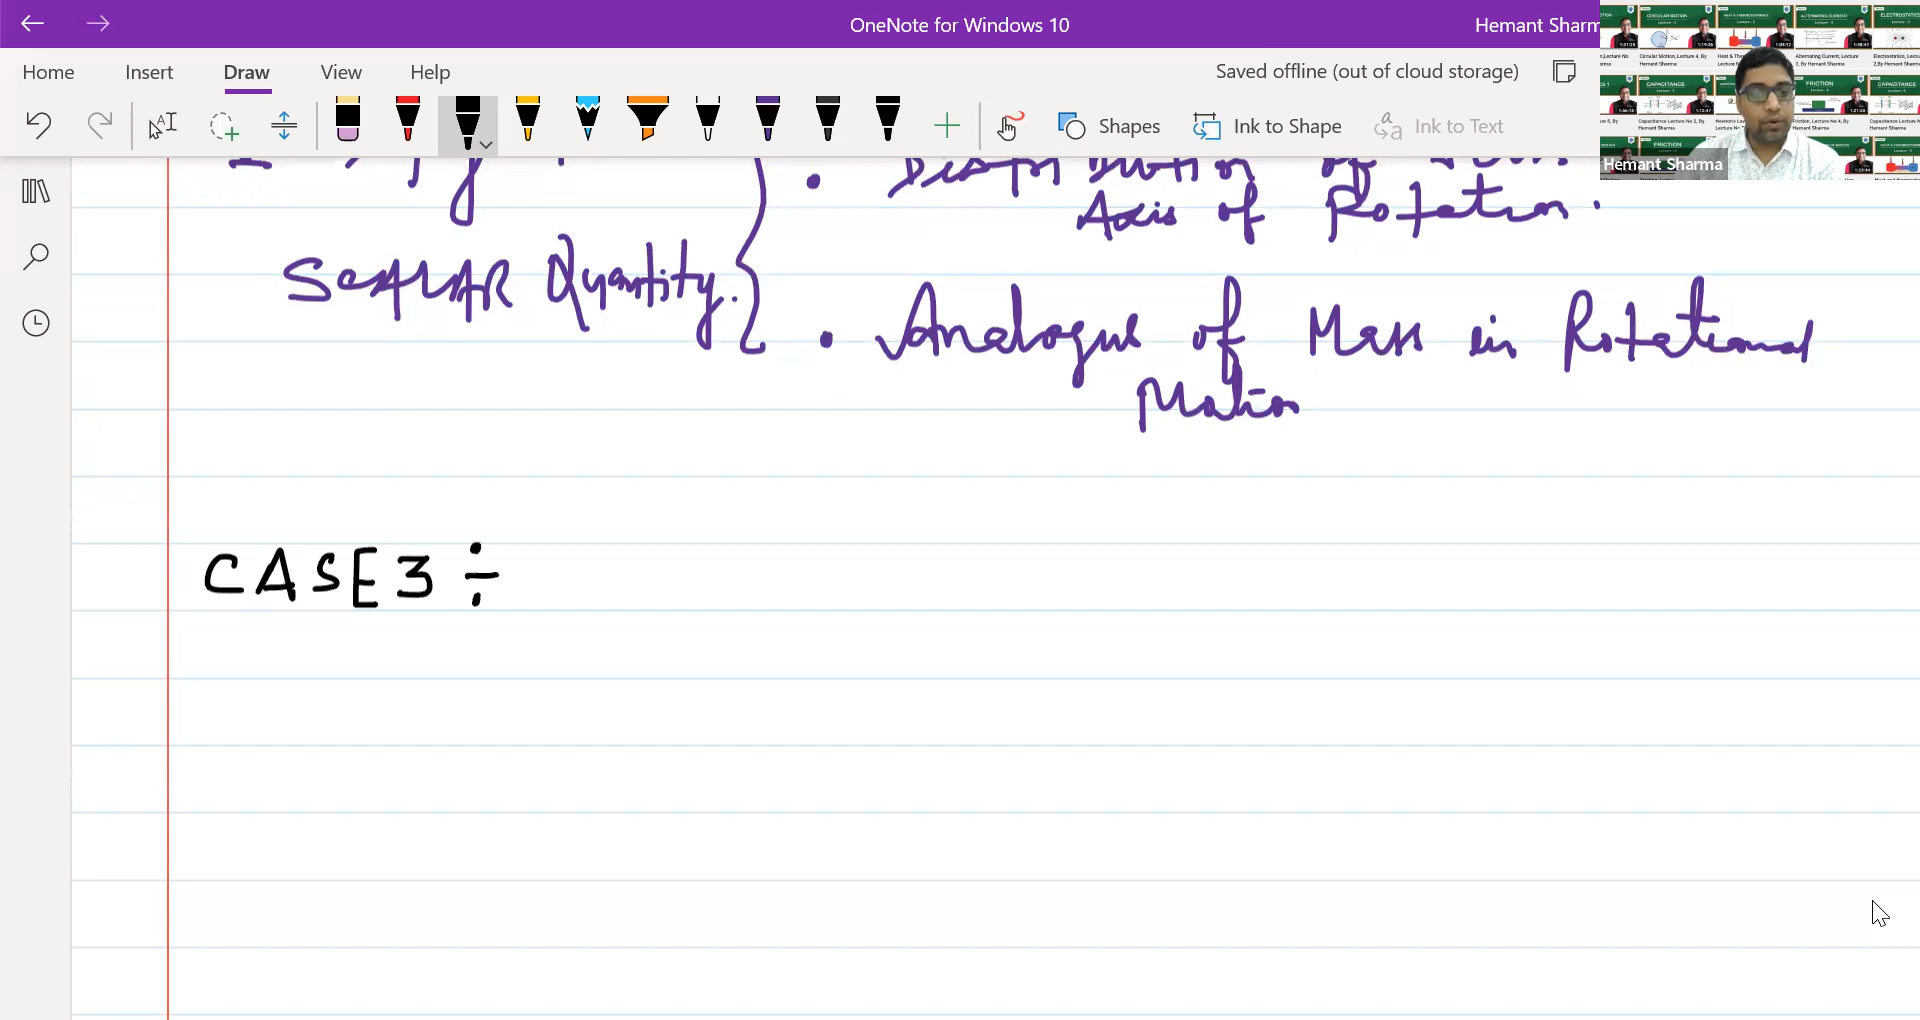 OneNote for Windows 10
Hemant Sharm
Home Insert Draw View Help
Saved offline (out of cloud storage)
Shapes Ink to Shape Ink to Text
Hemant Sharma
Axis of Rotation.
SCALAR Quantity.
• Analogue of Mass in Rotational
Motion
CASE 3 ÷